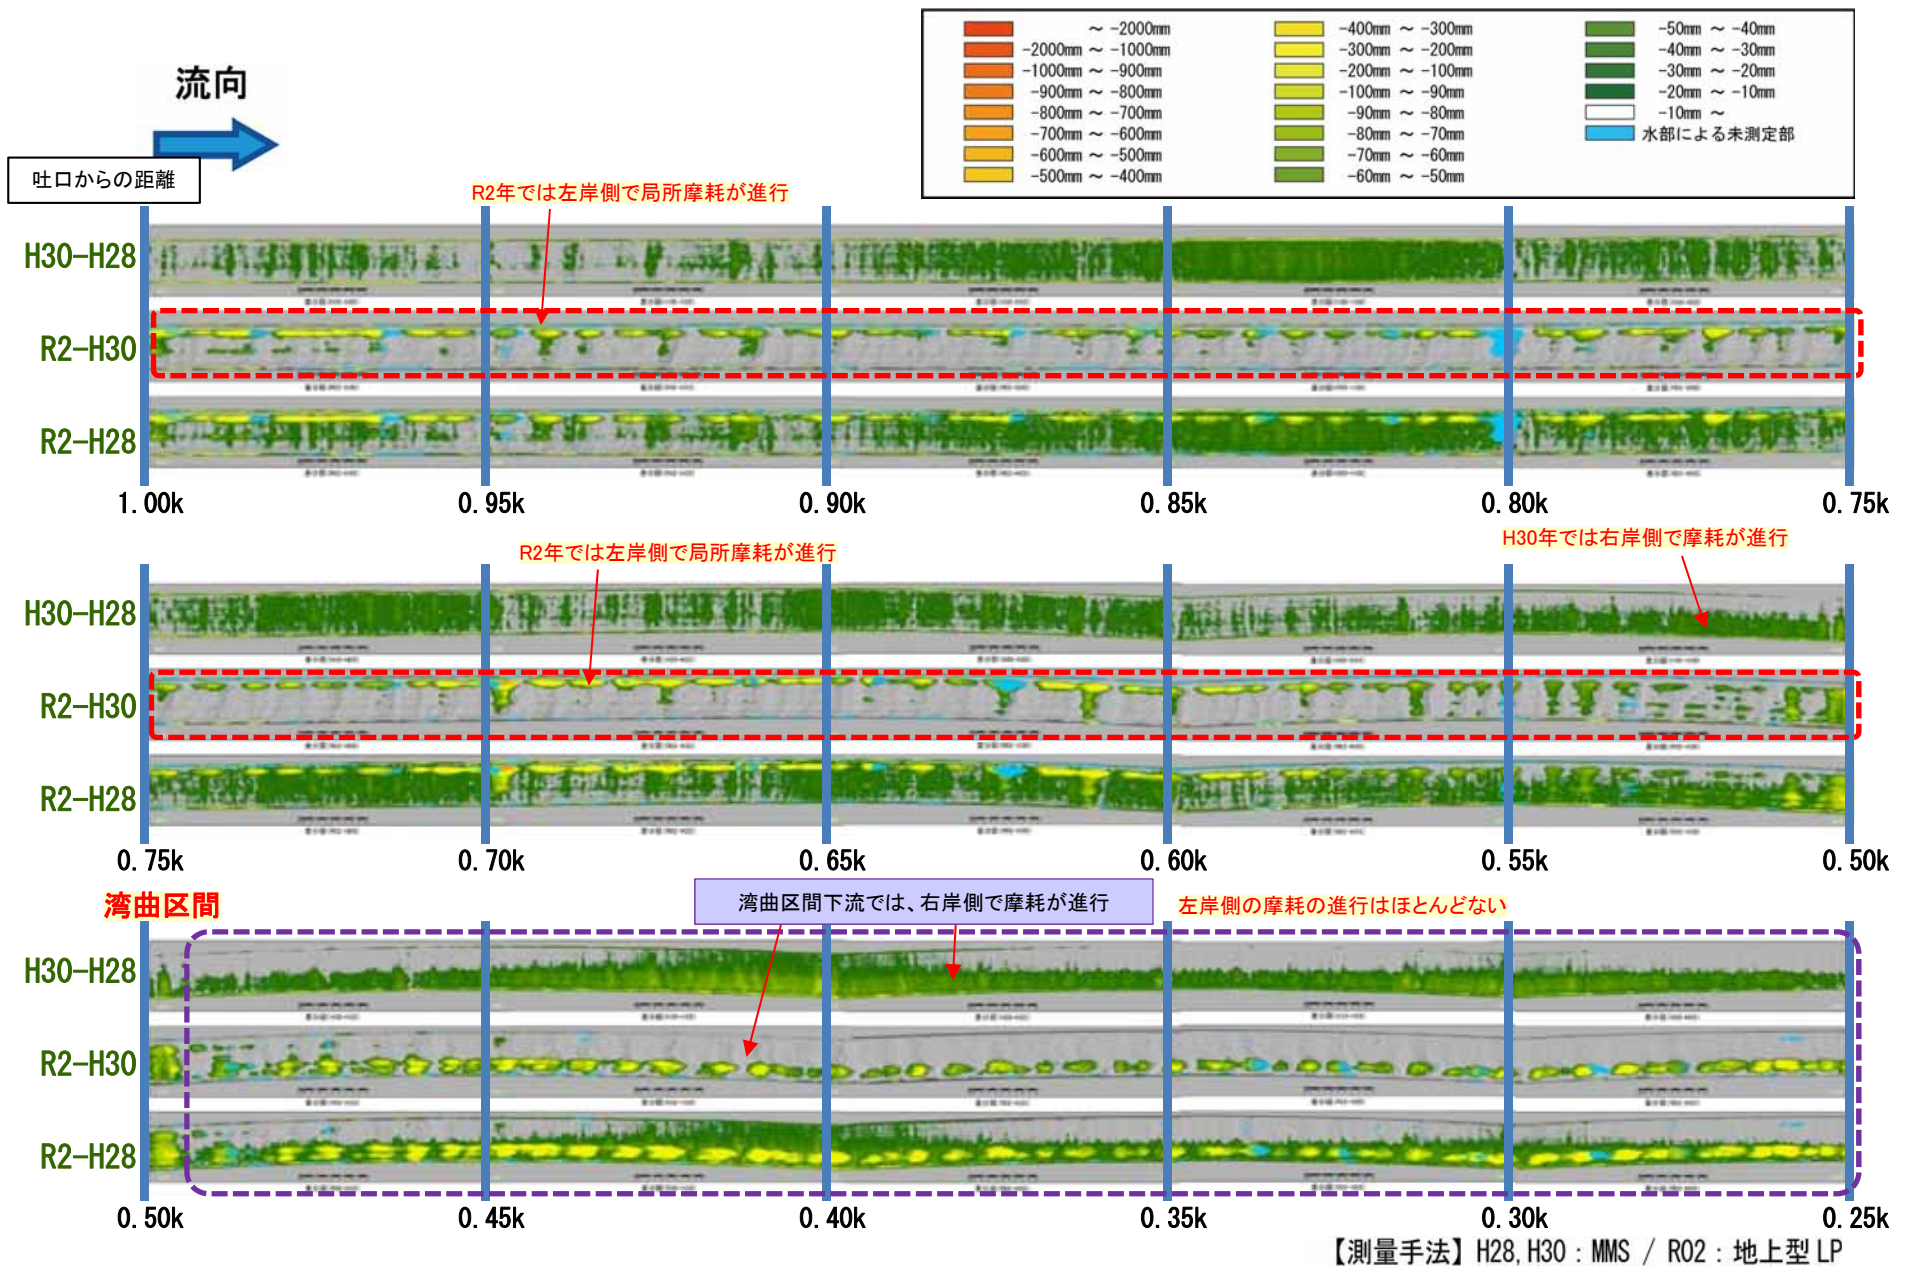 ～ -2000mm
-2000mm ～ -1000mm
-1000mm ～ -900mm
-900mm ～ -800mm
-800mm ～ -700mm
-700mm ～ -600mm
-600mm ～ -500mm
-500mm ～ -400mm
-400mm ～ -300mm
-300mm ～ -200mm
-200mm ～ -100mm
-100mm ～ -90mm
-90mm ～ -80mm
-80mm ～ -70mm
-70mm ～ -60mm
-60mm ～ -50mm
-50mm ～ -40mm
-40mm ～ -30mm
-30mm ～ -20mm
-20mm ～ -10mm
-10mm ～
水部による未測定部
流向
吐口からの距離
R2年では左岸側で局所摩耗が進行
H30-H28
R2-H30
R2-H28
1.00k 0.95k 0.90k 0.85k 0.80k 0.75k
R2年では左岸側で局所摩耗が進行
H30年では右岸側で摩耗が進行
H30-H28
R2-H30
R2-H28
0.75k 0.70k 0.65k 0.60k 0.55k 0.50k
湾曲区間
湾曲区間下流では、右岸側で摩耗が進行
左岸側の摩耗の進行はほとんどない
H30-H28
R2-H30
R2-H28
0.50k 0.45k 0.40k 0.35k 0.30k 0.25k
【測量手法】H28,H30：MMS / R02：地上型LP